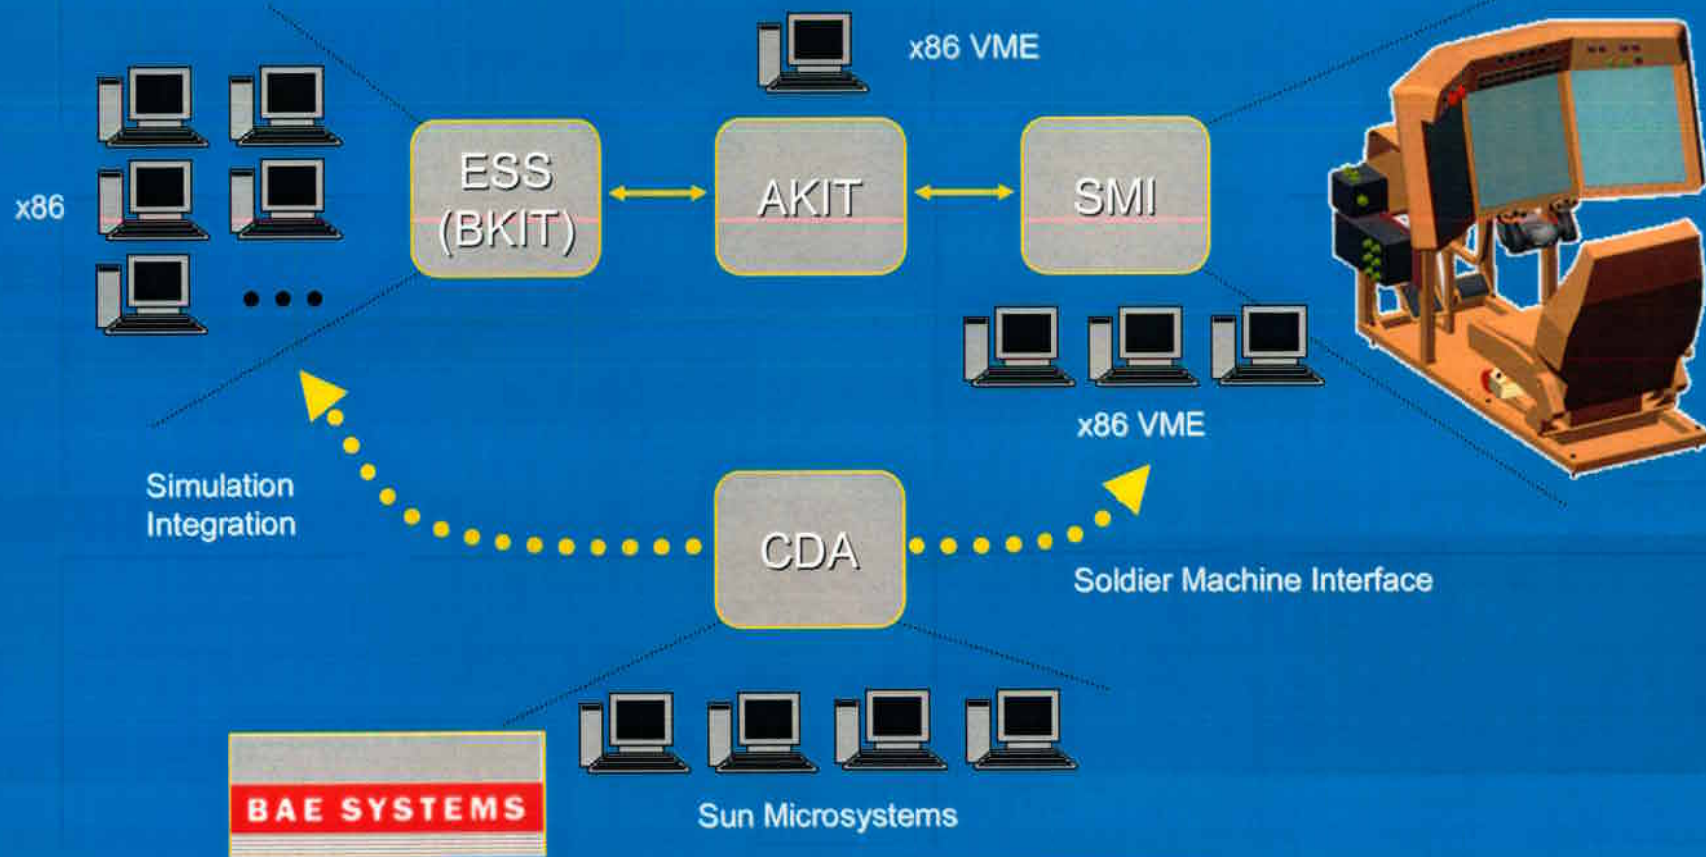 x86 VME
x86
ESS
(BKIT)
AKIT
SMI
x86 VME
Simulation
Integration
CDA
Soldier Machine Interface
BAE SYSTEMS
Sun Microsystems